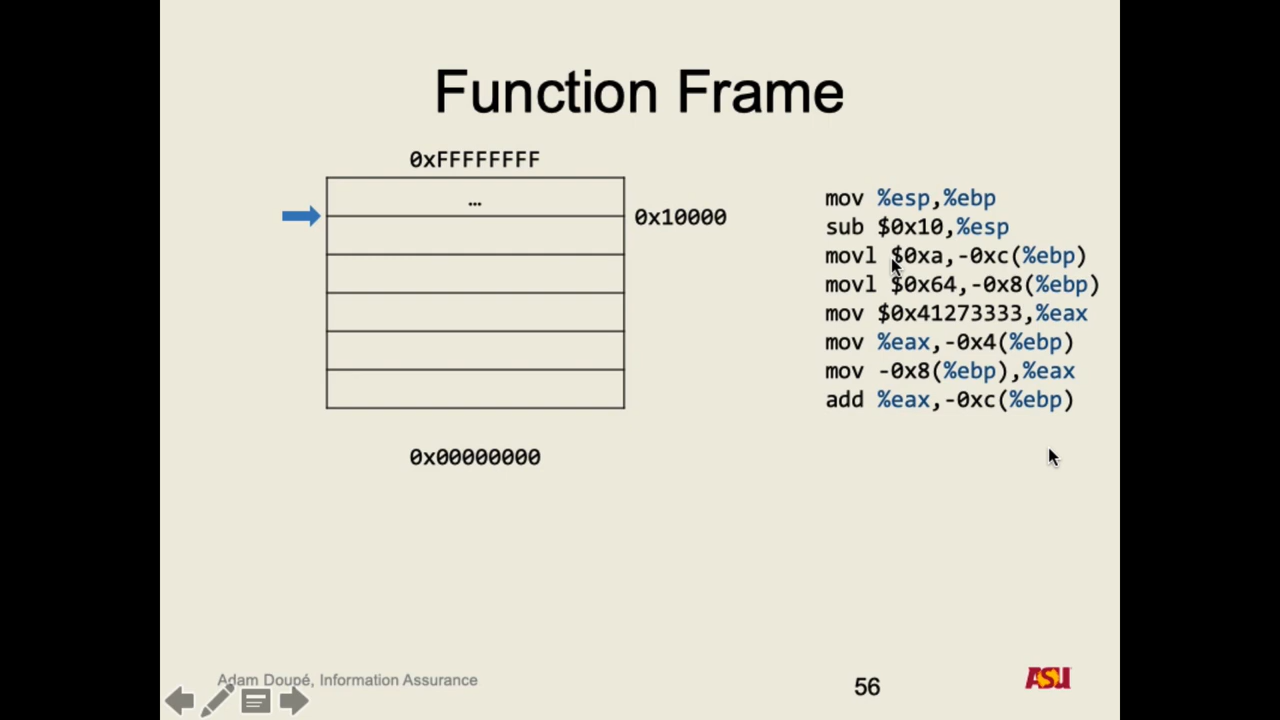 Function Frame
0xFFFFFFFF
…
0x10000
0x00000000
mov %esp,%ebp
sub $0x10,%esp
movl $0xa,-0xc(%ebp)
movl $0x64,-0x8(%ebp)
mov $0x41273333,%eax
mov %eax,-0x4(%ebp)
mov -0x8(%ebp),%eax
add %eax,-0xc(%ebp)
Adam Doupé, Information Assurance
56
ASU